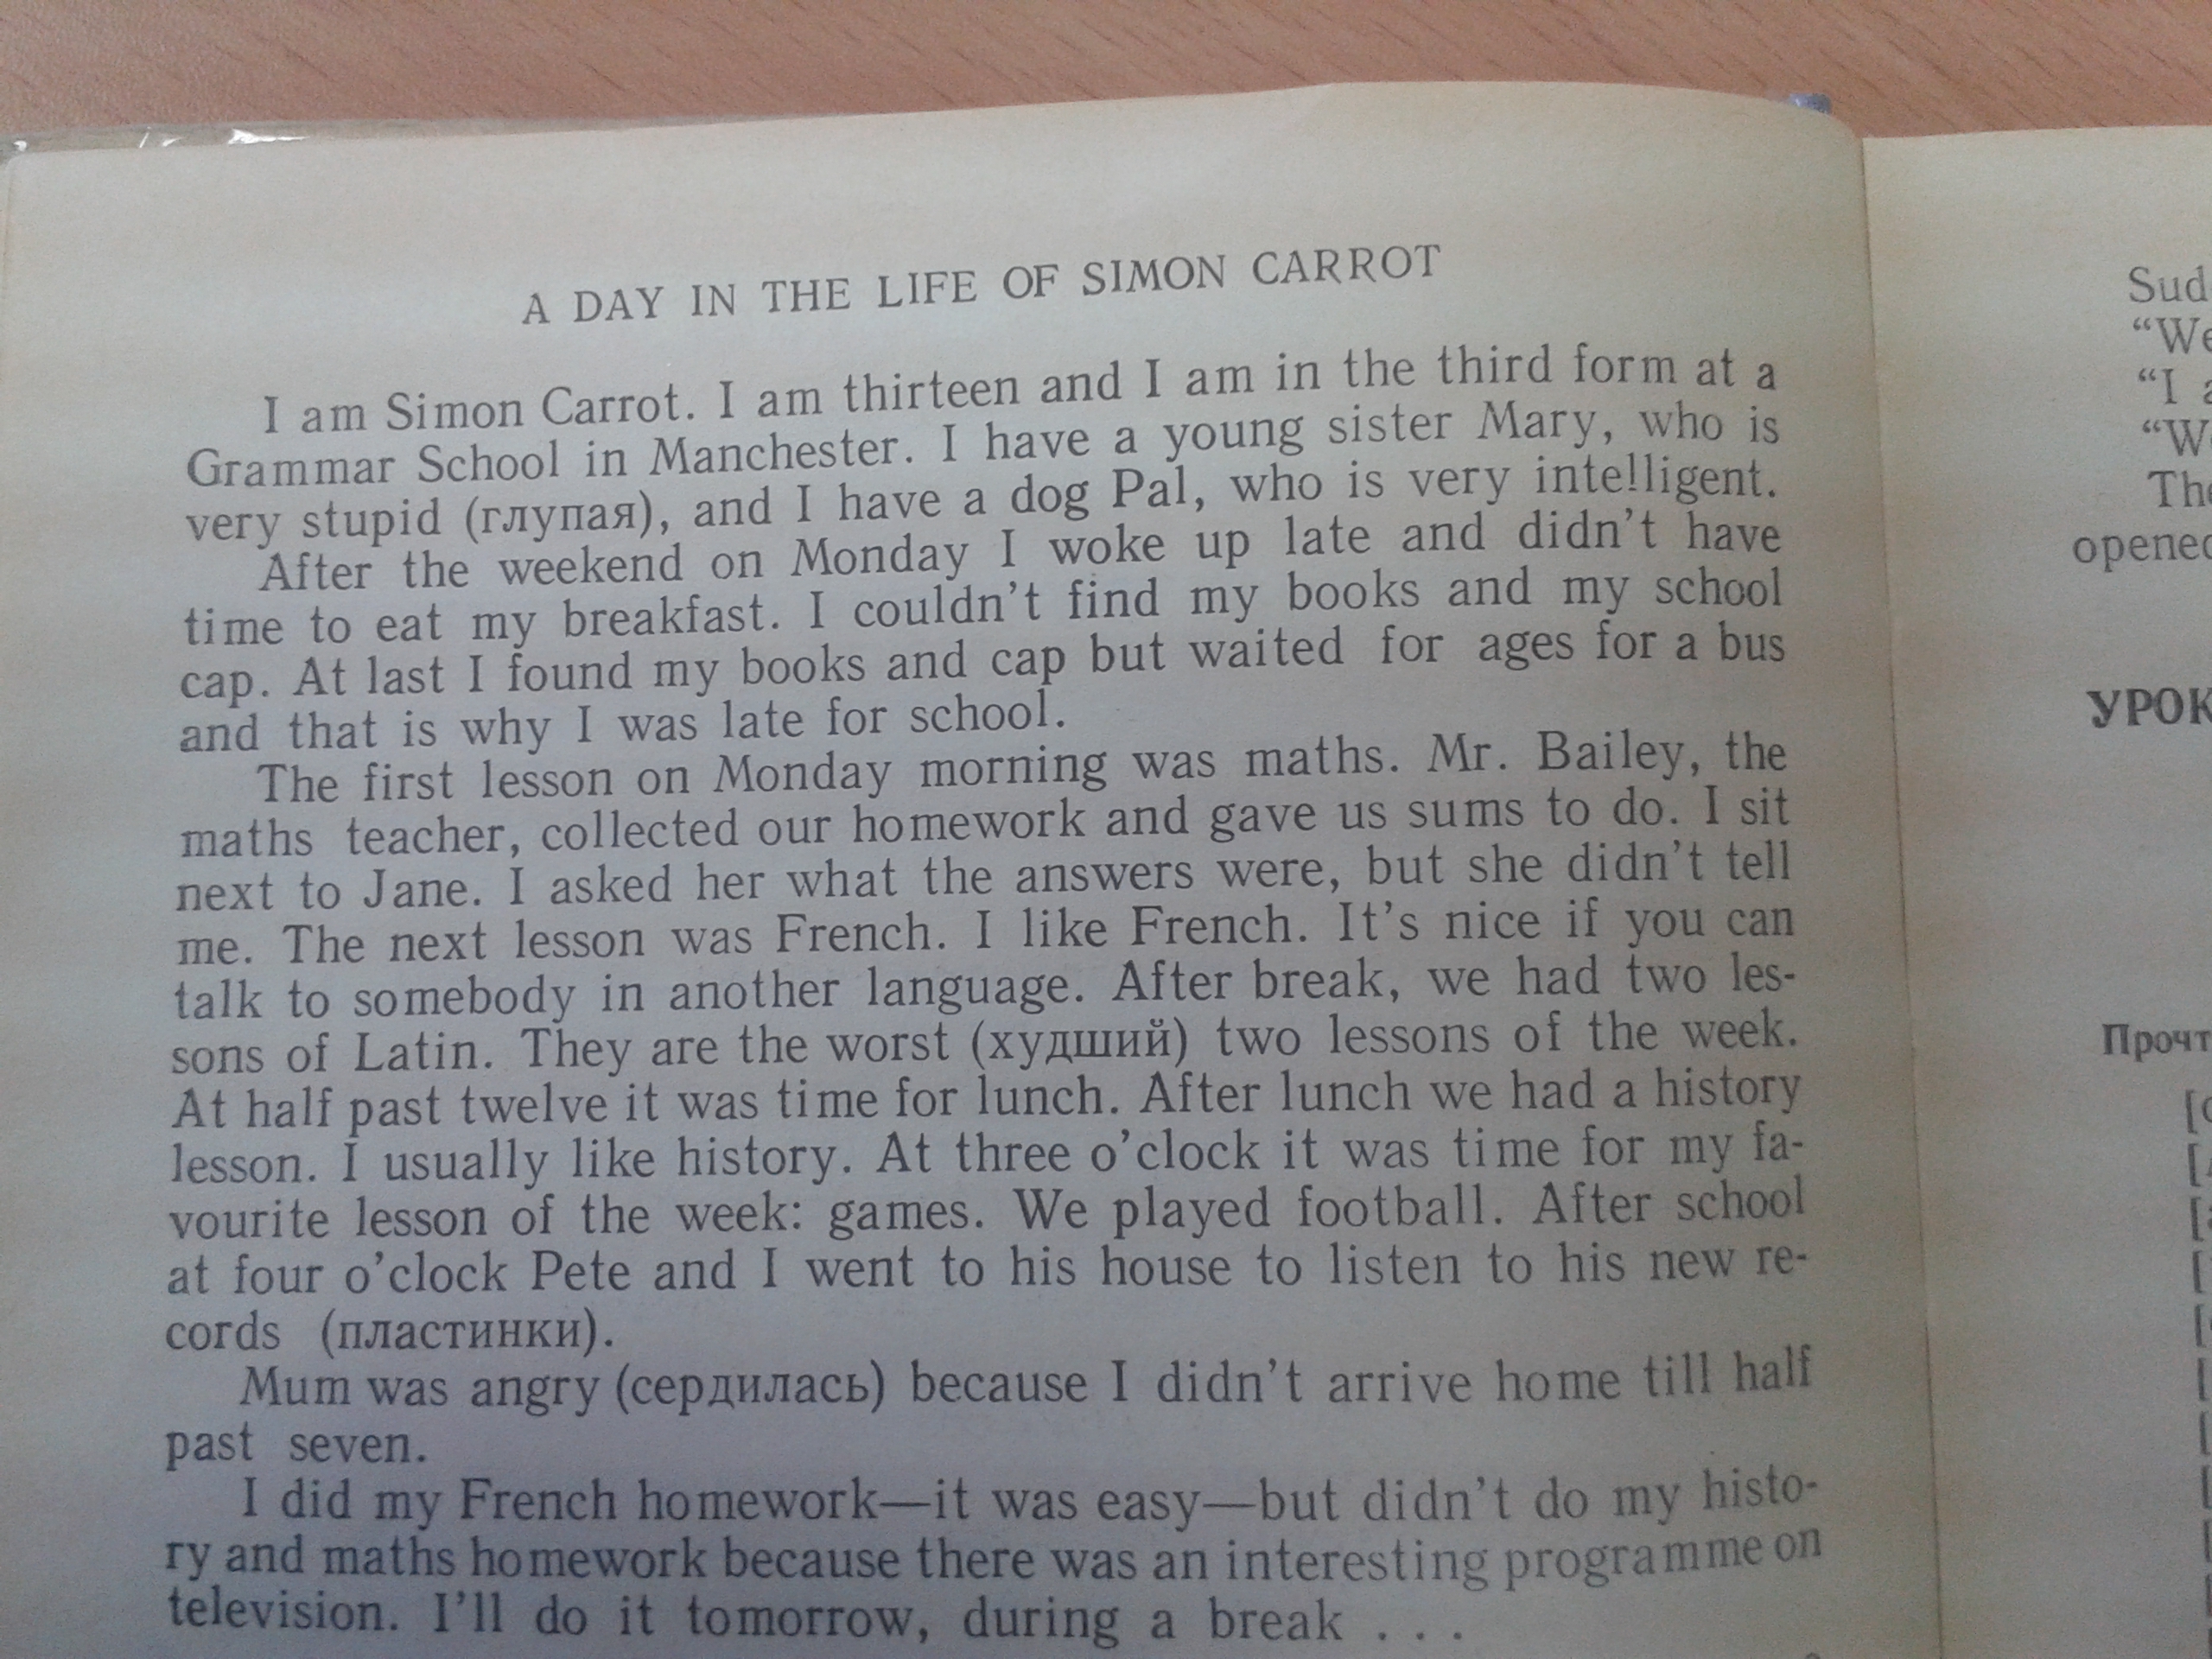 A DAY IN THE LIFE OF SIMON CARROT
I am Simon Carrot. I am thirteen and I am in the third form at a
Grammar School in Manchester. I have a young sister Mary, who is
very stupid (глупая), and I have a dog Pal, who is very intelligent.
After the weekend on Monday I woke up late and didn't have
time to eat my breakfast. I couldn't find my books and my school
cap. At last I found my books and cap but waited for ages for a bus
and that is why I was late for school.
The first lesson on Monday morning was maths. Mr. Bailey, the
maths teacher, collected our homework and gave us sums to do. I sit
next to Jane. I asked her what the answers were, but she didn't tell
me. The next lesson was French. I like French. It's nice if you can
talk to somebody in another language. After break, we had two les-
sons of Latin. They are the worst (худший) two lessons of the week.
At half past twelve it was time for lunch. After lunch we had a history
lesson. I usually like history. At three o'clock it was time for my fa-
vourite lesson of the week: games. We played football. After school
at four o'clock Pete and I went to his house to listen to his new re-
cords (пластинки).
Mum was angry (сердилась) because I didn't arrive home till half
past seven.
I did my French homework—it was easy—but didn't do my histo-
ry and maths homework because there was an interesting programme on
television. I'll do it tomorrow, during a break . . .
Sud
"We
"I
"W
The
opened
УРОК
Прочт